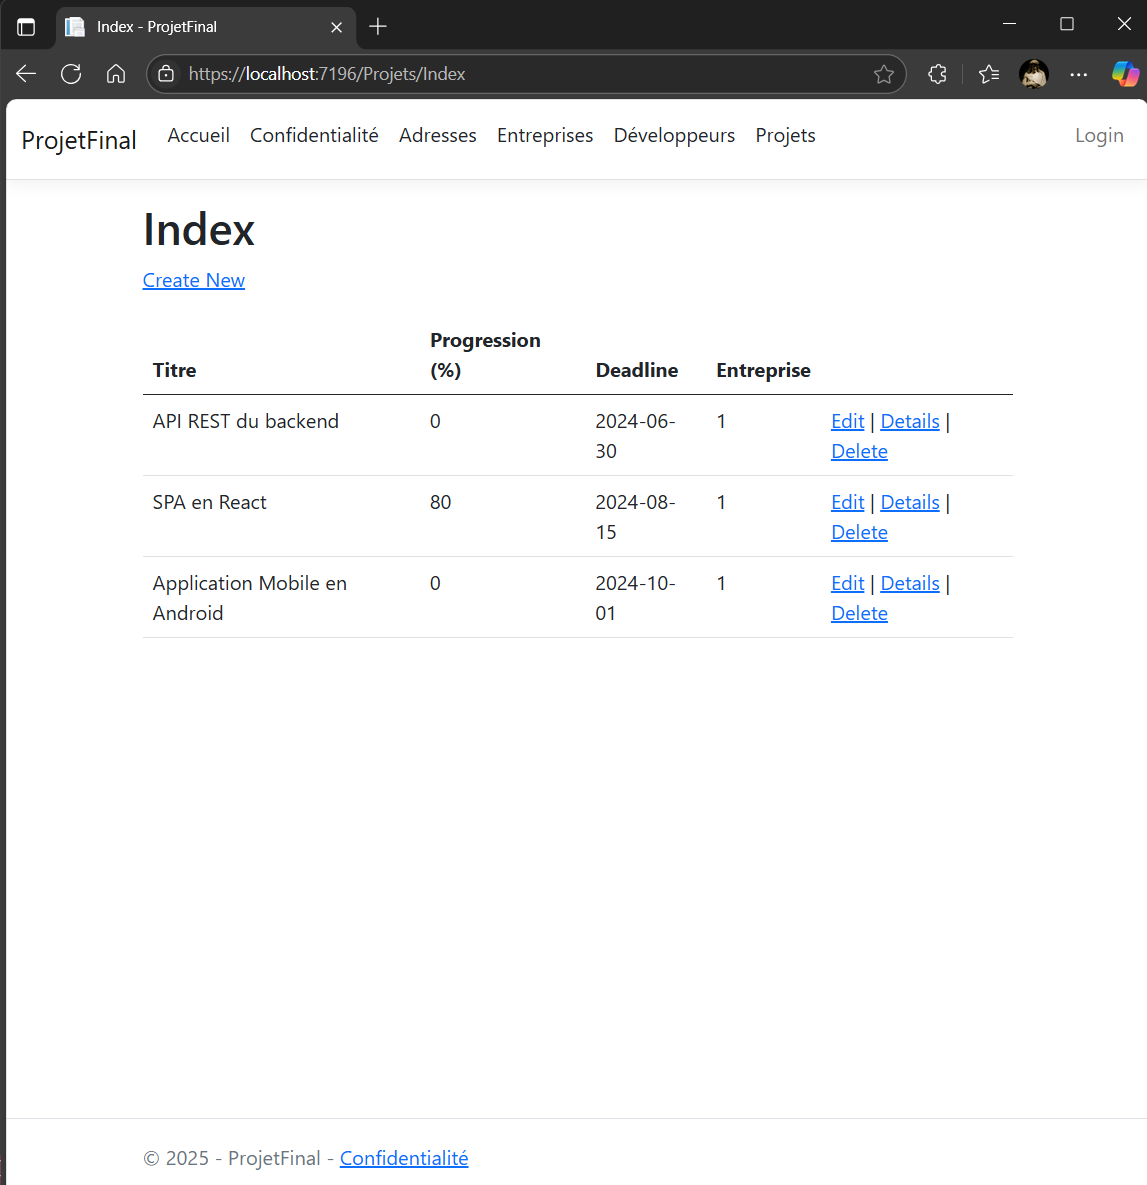 Index - ProjetFinal
https://localhost:7196/Projets/Index
ProjetFinal Accueil Confidentialité Adresses Entreprises Développeurs Projets Login
Index
Create New
Progression
Titre (%) Deadline Entreprise
API REST du backend 0 2024-06- 1 Edit | Details |
30 Delete
SPA en React 80 2024-08- 1 Edit | Details |
15 Delete
Application Mobile en 0 2024-10- 1 Edit | Details |
Android 01 Delete
© 2025 - ProjetFinal - Confidentialité